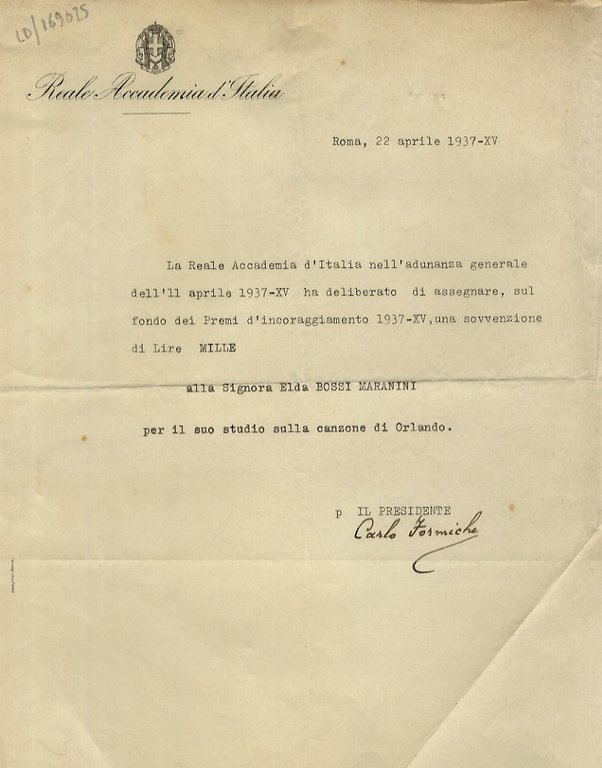 LD/169025
Reale Accademia d'Italia
Roma, 22 aprile 1937-XV
La Reale Accademia d'Italia nell'adunanza generale
dell'11 aprile 1937-XV ha deliberato di assegnare, sul
fondo dei Premi d'incoraggiamento 1937-XV,una sovvenzione
di Lire MILLE
alla Signora Elda BOSSI MARANINI
per il suo studio sulla canzone di Orlando.
p IL PRESIDENTE
Carlo Formichi